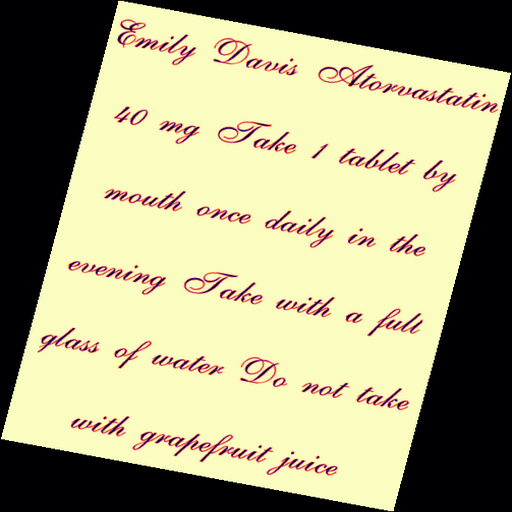 Emily Davis Atorvastatin
40 mg Take 1 tablet by
mouth once daily in the
evening Take with a full
glass of water Do not take
with grapefruit juice